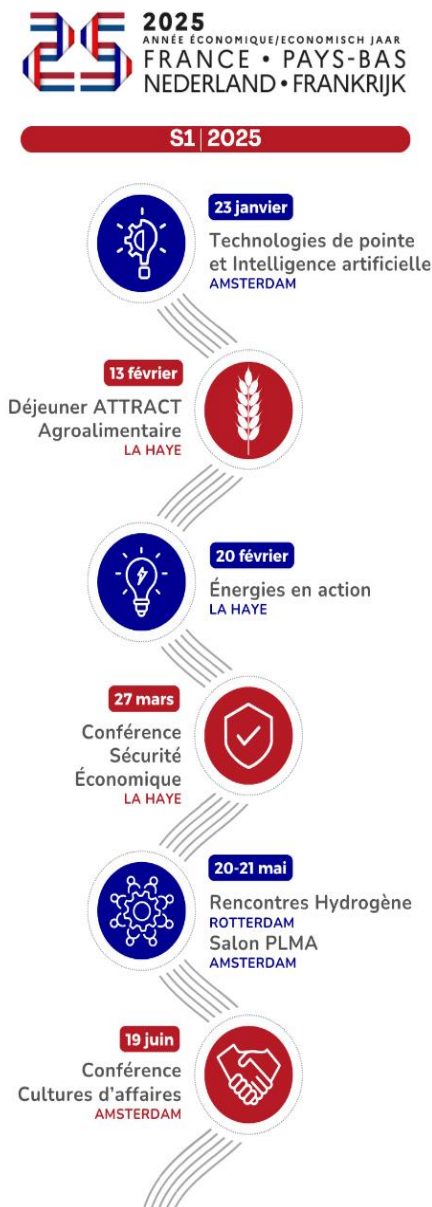 2025
ANNÉE ÉCONOMIQUE/ECONOMISCH JAAR
FRANCE • PAYS-BAS
NEDERLAND • FRANKRIJK
S1 | 2025
23 janvier
Technologies de pointe
et Intelligence artificielle
AMSTERDAM
13 février
Déjeuner ATTRACT
Agroalimentaire
LA HAYE
20 février
Énergies en action
LA HAYE
27 mars
Conférence
Sécurité
Économique
LA HAYE
20-21 mai
Rencontres Hydrogène
ROTTERDAM
Salon PLMA
AMSTERDAM
19 juin
Conférence
Cultures d'affaires
AMSTERDAM